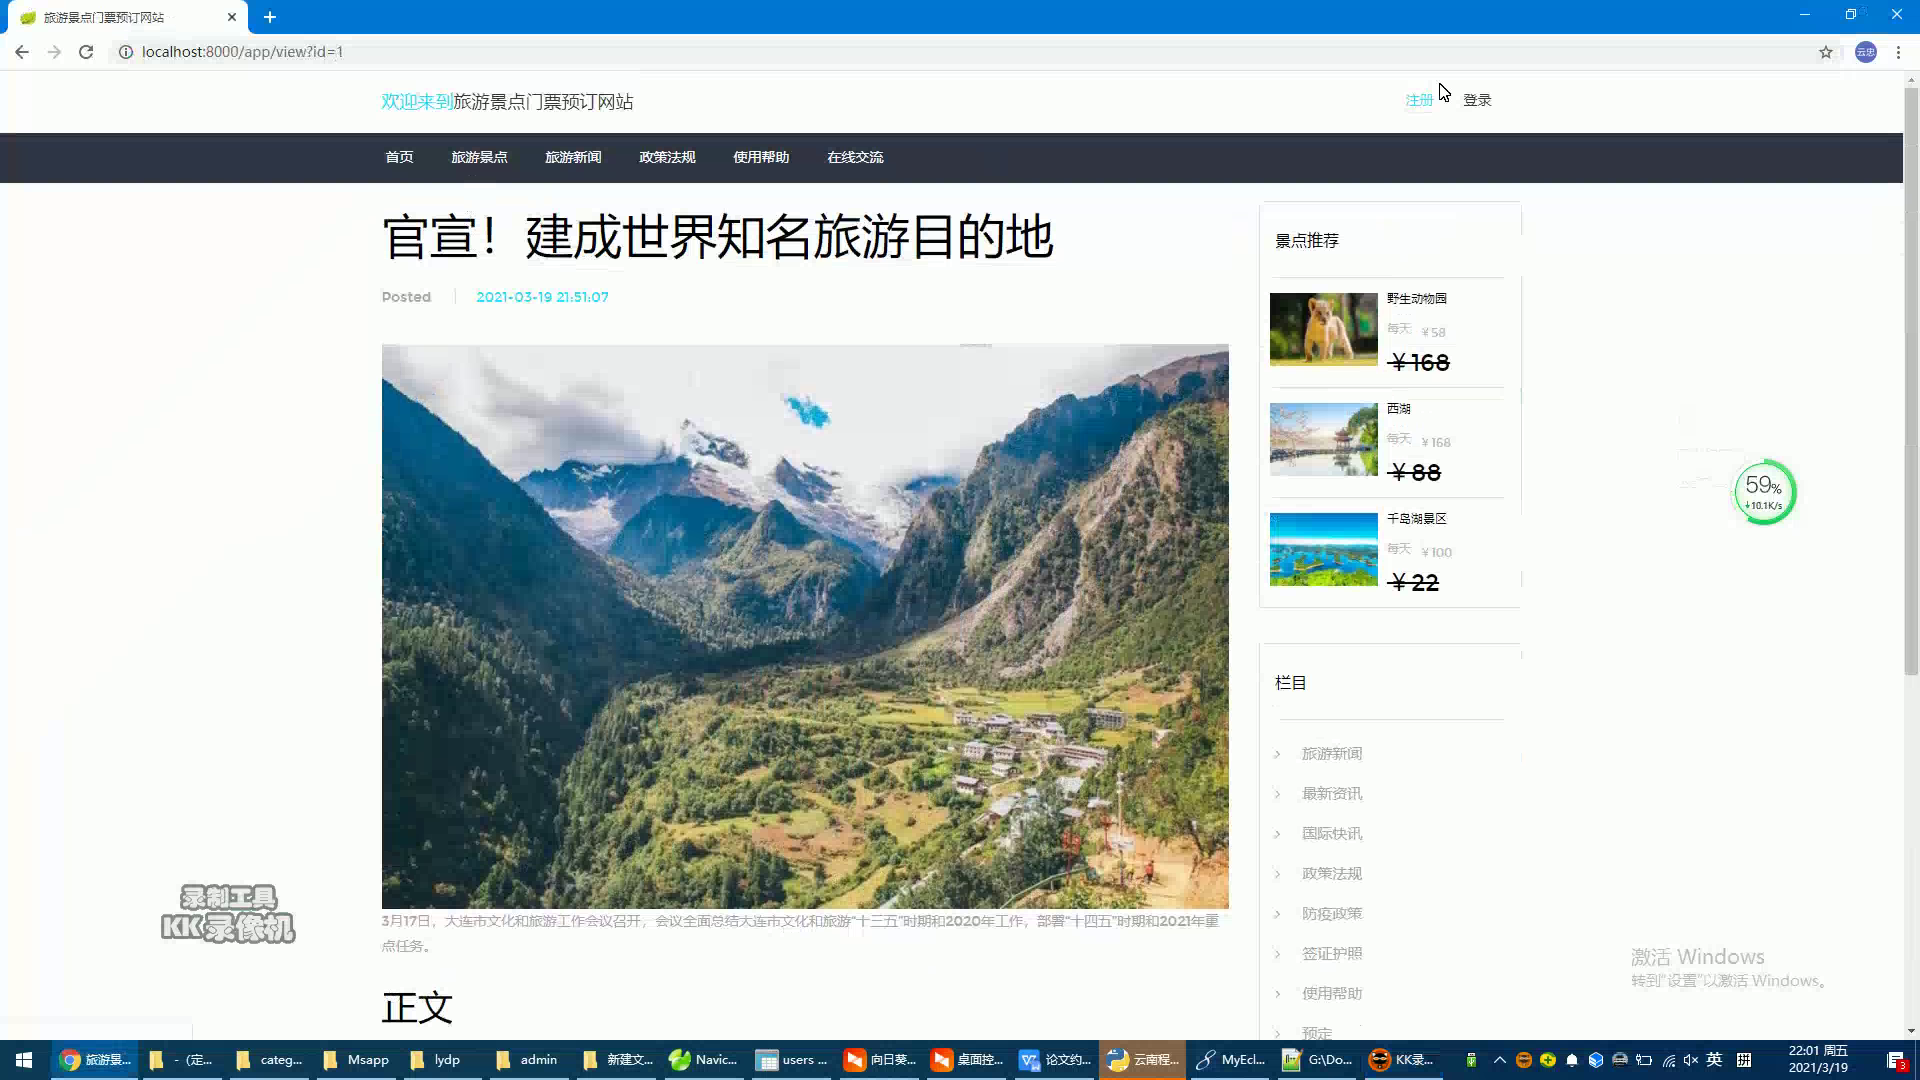 旅游景点门票预订网站
localhost:8000/app/view?id=1
云忠
欢迎来到旅游景点门票预订网站
注册
登录
首页
旅游景点
旅游新闻
政策法规
使用帮助
在线交流
官宣！建成世界知名旅游目的地
Posted
2021-03-19 21:51:07
3月17日，大连市文化和旅游工作会议召开，会议全面总结大连市文化和旅游“十三五”时期和2020年工作，部署“十四五”时期和2021年重
点任务。
正文
景点推荐
野生动物园
每天 ￥58
￥168
西湖
每天 ￥168
￥88
千岛湖景区
每天 ￥100
￥22
栏目
旅游新闻
最新资讯
国际快讯
政策法规
防疫政策
签证护照
使用帮助
预定
59%
↓10.1K/s
录制工具
KK录像机
激活 Windows
转到“设置”以激活 Windows。
旅游景...
-（定...
categ...
Msapp
lydp
admin
新建文...
Navic...
users ...
向日葵...
桌面控...
论文约...
云南程...
MyEcl...
G:\Do...
KK录...
英
拼
22:01 周五
2021/3/19
3